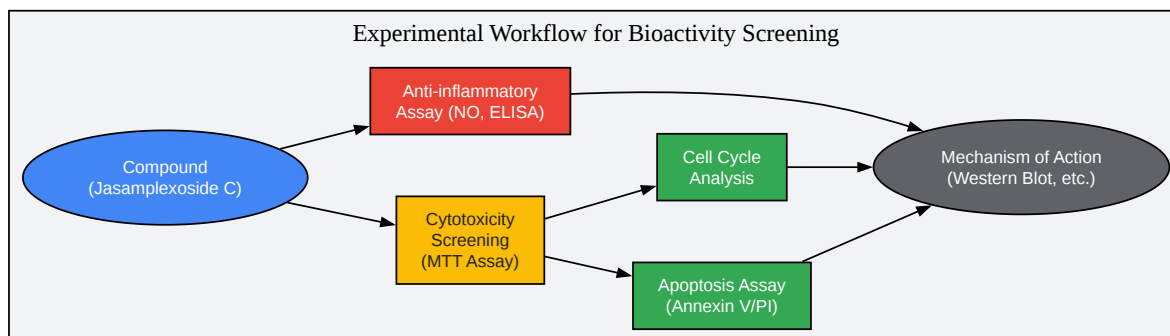 Experimental Workflow for Bioactivity Screening
Anti-inflammatory
Assay (NO, ELISA)
Compound
(Jasamplexoside C)
Cell Cycle
Analysis
Mechanism of Action
(Western Blot, etc.)
Cytotoxicity
Screening
(MTT Assay)
Apoptosis Assay
(Annexin V/PI)